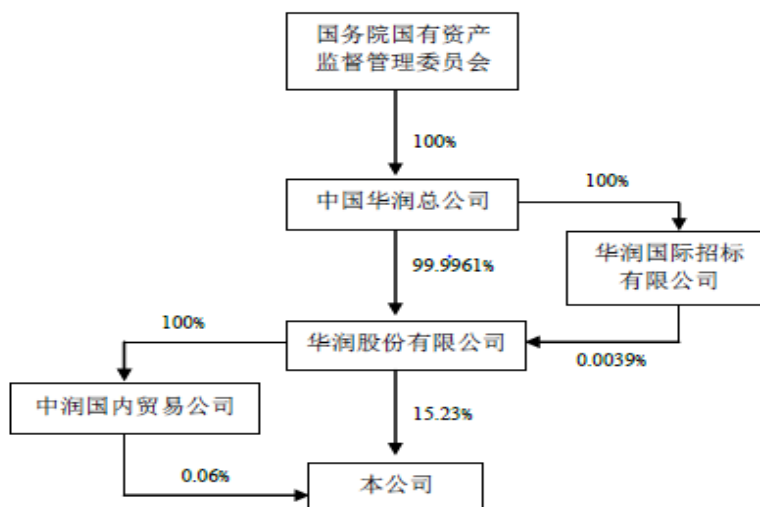 国务院国有资产
监督管理委员会
100%
中国华润总公司
100%
99.9961%
华润国际招标
有限公司
100%
华润股份有限公司
0.0039%
中润国内贸易公司
15.23%
0.06%
本公司